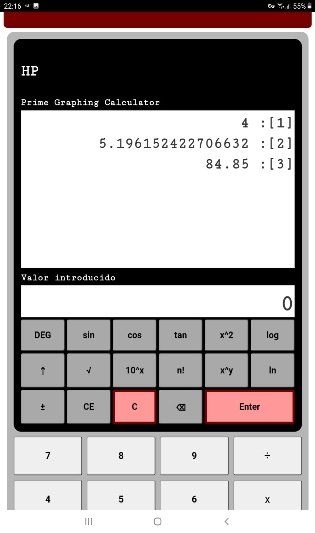 22:16 55%
HP
Prime Graphing Calculator
4 :[1]
5.196152422706632 :[2]
84.85 :[3]
Valor introducido
0
DEG sin cos tan x^2 log
↑ √ 10^x n! x^y ln
± CE C ⌫ Enter
7 8 9 ÷
4 5 6 x